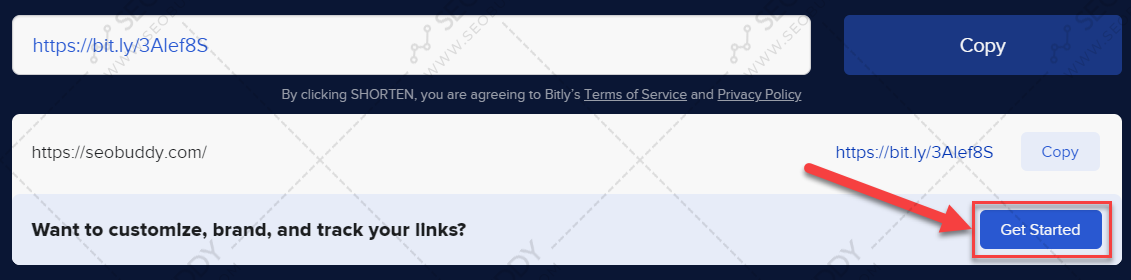 https://bit.ly/3Alef8S
Copy
By clicking SHORTEN, you are agreeing to Bitly's Terms of Service and Privacy Policy
https://seobuddy.com/
https://bit.ly/3Alef8S
Copy
Want to customize, brand, and track your links?
Get Started